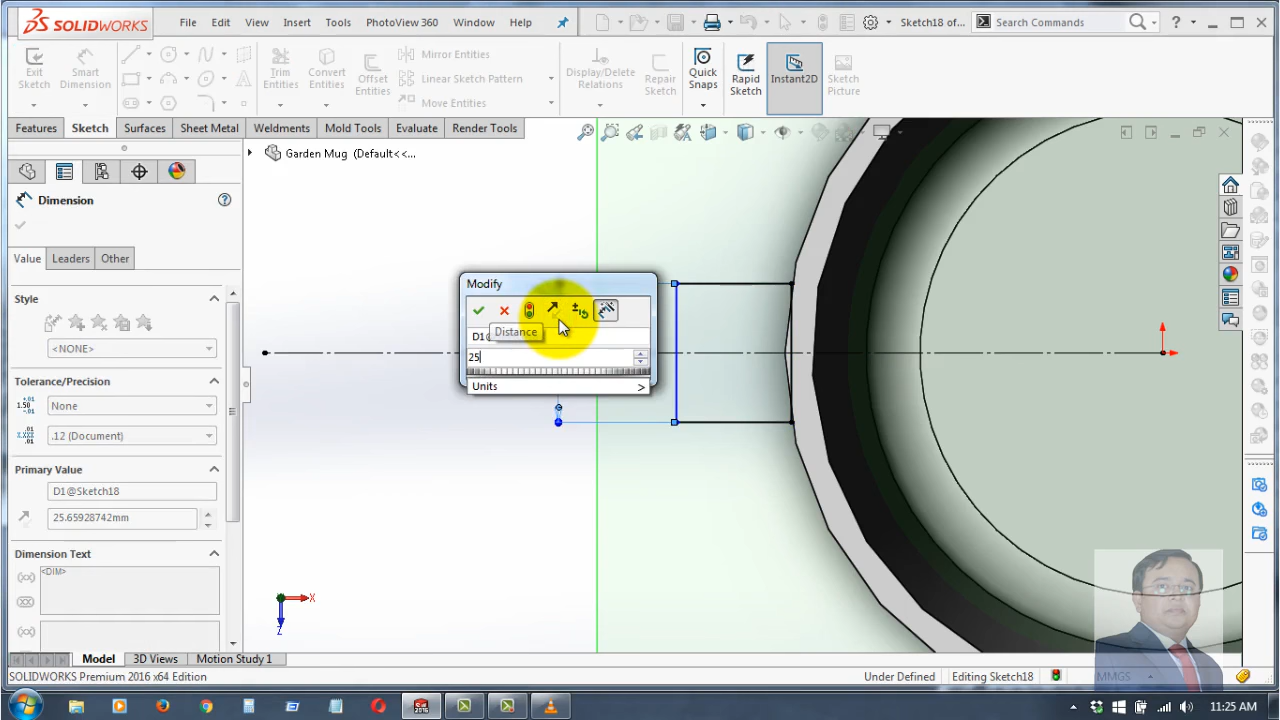 SOLIDWORKS
File Edit View Insert Tools PhotoView 360 Window Help
Sketch18 of...
Search Commands
Exit Sketch
Smart Dimension
Trim Entities
Convert Entities
Offset Entities
Mirror Entities
Linear Sketch Pattern
Move Entities
Display/Delete Relations
Repair Sketch
Quick Snaps
Rapid Sketch
Instant2D
Sketch Picture
Features Sketch Surfaces Sheet Metal Weldments Mold Tools Evaluate Render Tools
Garden Mug (Default<<...
Dimension
Value Leaders Other
Style
<NONE>
Tolerance/Precision
None
.12 (Document)
Primary Value
D1@Sketch18
25.65928742mm
Dimension Text
<DIM>
Modify
Distance
25
Units >
X
Z
Model 3D Views Motion Study 1
SOLIDWORKS Premium 2016 x64 Edition
Under Defined Editing Sketch18 MMGS
11:25 AM